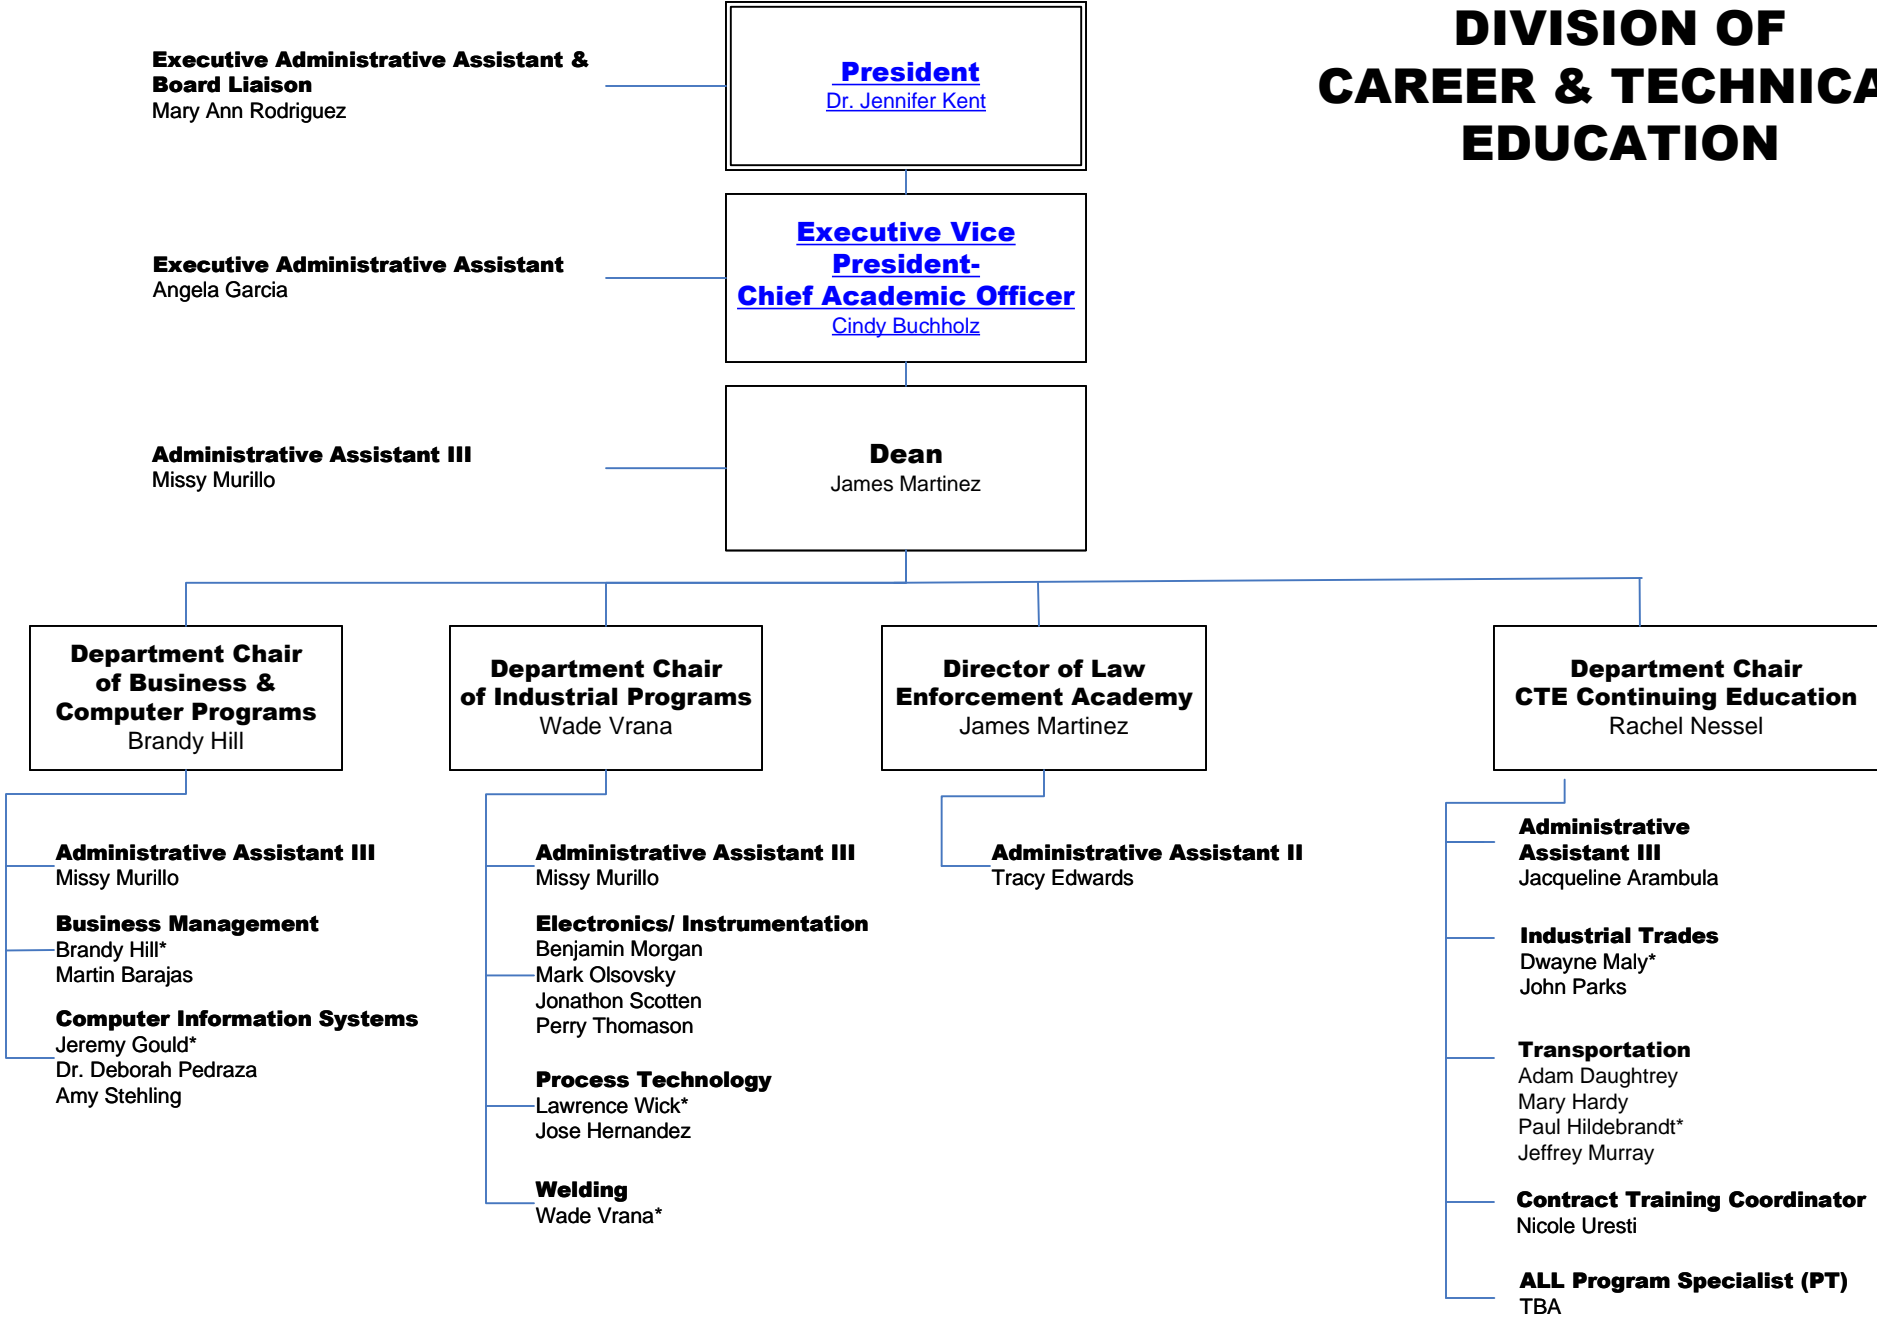 DIVISION OF
CAREER & TECHNICA
EDUCATION
Executive Administrative Assistant &
Board Liaison
Mary Ann Rodriguez
President
Dr. Jennifer Kent
Executive Administrative Assistant
Angela Garcia
Executive Vice
President-
Chief Academic Officer
Cindy Buchholz
Administrative Assistant III
Missy Murillo
Dean
James Martinez
Department Chair
of Business &
Computer Programs
Brandy Hill
Department Chair
of Industrial Programs
Wade Vrana
Director of Law
Enforcement Academy
James Martinez
Department Chair
CTE Continuing Education
Rachel Nessel
Administrative Assistant III
Missy Murillo
Business Management
Brandy Hill*
Martin Barajas
Computer Information Systems
Jeremy Gould*
Dr. Deborah Pedraza
Amy Stehling
Administrative Assistant III
Missy Murillo
Electronics/ Instrumentation
Benjamin Morgan
Mark Olsovsky
Jonathon Scotten
Perry Thomason
Process Technology
Lawrence Wick*
Jose Hernandez
Welding
Wade Vrana*
Administrative Assistant II
Tracy Edwards
Administrative
Assistant III
Jacqueline Arambula
Industrial Trades
Dwayne Maly*
John Parks
Transportation
Adam Daughtrey
Mary Hardy
Paul Hildebrandt*
Jeffrey Murray
Contract Training Coordinator
Nicole Uresti
ALL Program Specialist (PT)
TBA